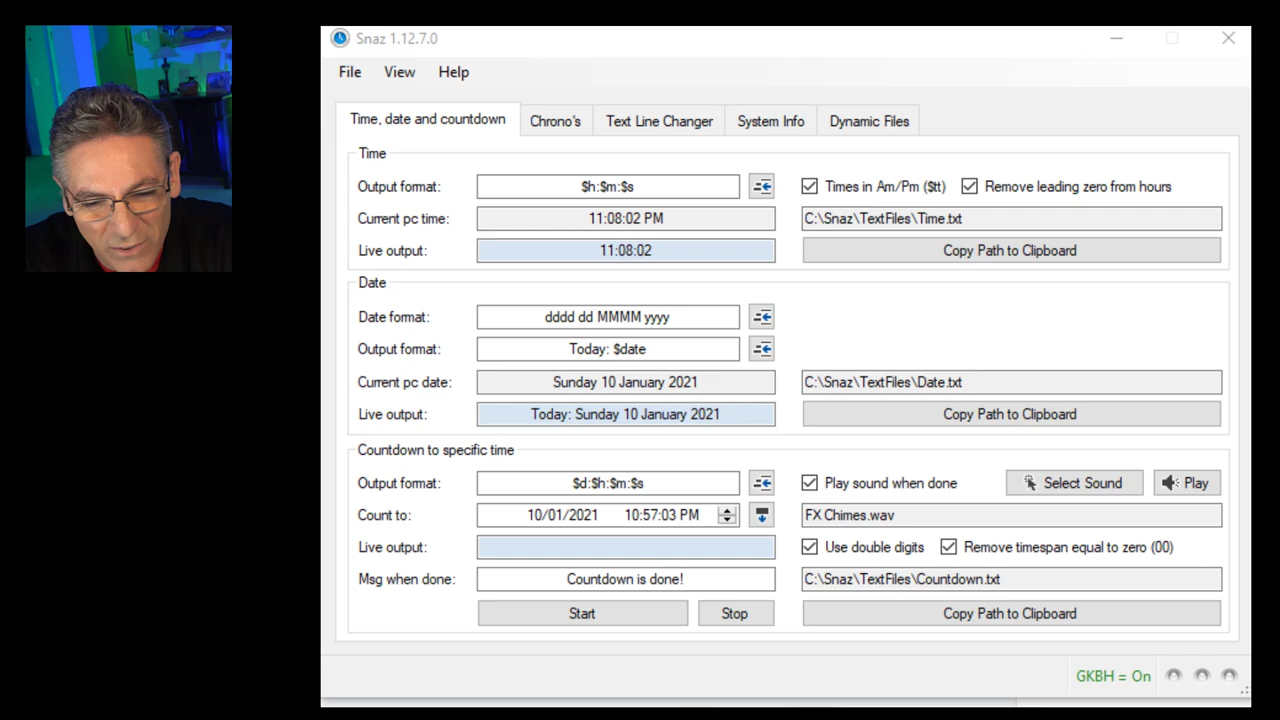 Snaz 1.12.7.0
File View Help
Time, date and countdown Chrono's Text Line Changer System Info Dynamic Files
Time
Output format: $h:$m:$s Times in Am/Pm ($tt) Remove leading zero from hours
Current pc time: 11:08:02 PM C:\Snaz\TextFiles\Time.txt
Live output: 11:08:02 Copy Path to Clipboard
Date
Date format: dddd dd MMMM yyyy
Output format: Today: $date
Current pc date: Sunday 10 January 2021 C:\Snaz\TextFiles\Date.txt
Live output: Today: Sunday 10 January 2021 Copy Path to Clipboard
Countdown to specific time
Output format: $d:$h:$m:$s Play sound when done Select Sound Play
Count to: 10/01/2021 10:57:03 PM FX Chimes.wav
Live output: Use double digits Remove timespan equal to zero (00)
Msg when done: Countdown is done! C:\Snaz\TextFiles\Countdown.txt
Start Stop Copy Path to Clipboard
GKBH = On